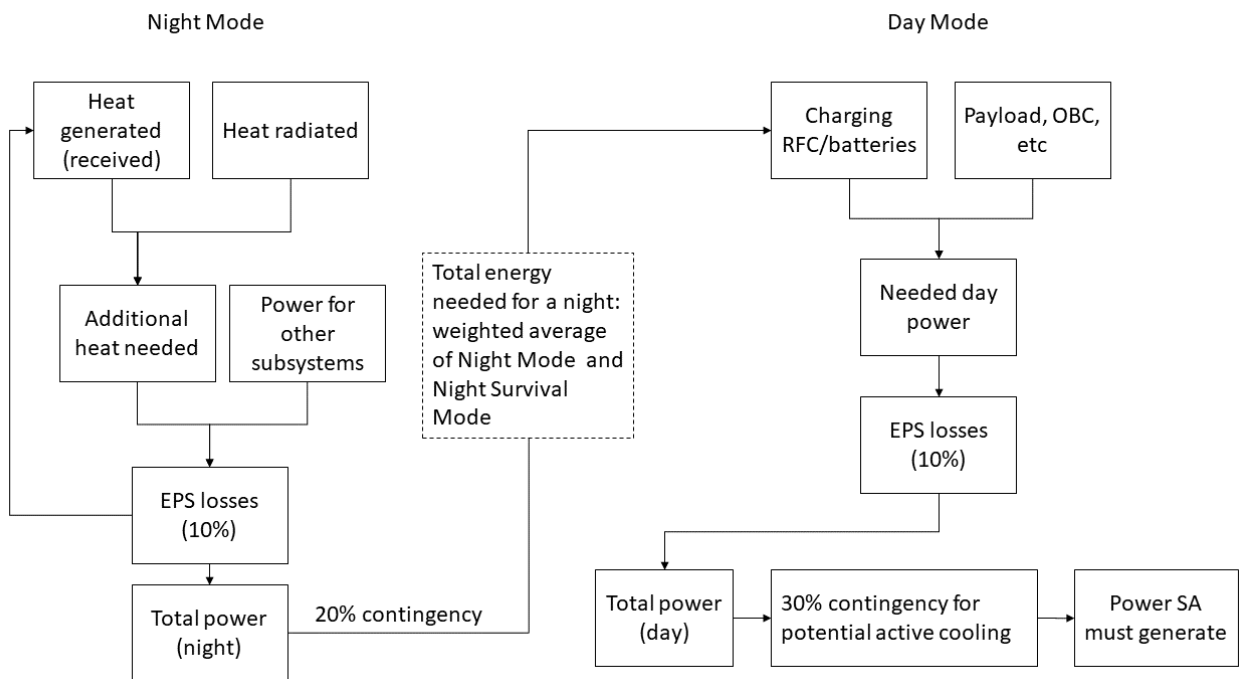 Night Mode
Heat
generated
(received)
Heat radiated
Additional
heat needed
Power for
other
subsystems
EPS losses
(10%)
Total power
(night)
20% contingency
Total energy
needed for a night:
weighted average
of Night Mode and
Night Survival
Mode
Day Mode
Charging
RFC/batteries
Payload, OBC,
etc
Needed day
power
EPS losses
(10%)
Total power
(day)
30% contingency for
potential active cooling
Power SA
must generate